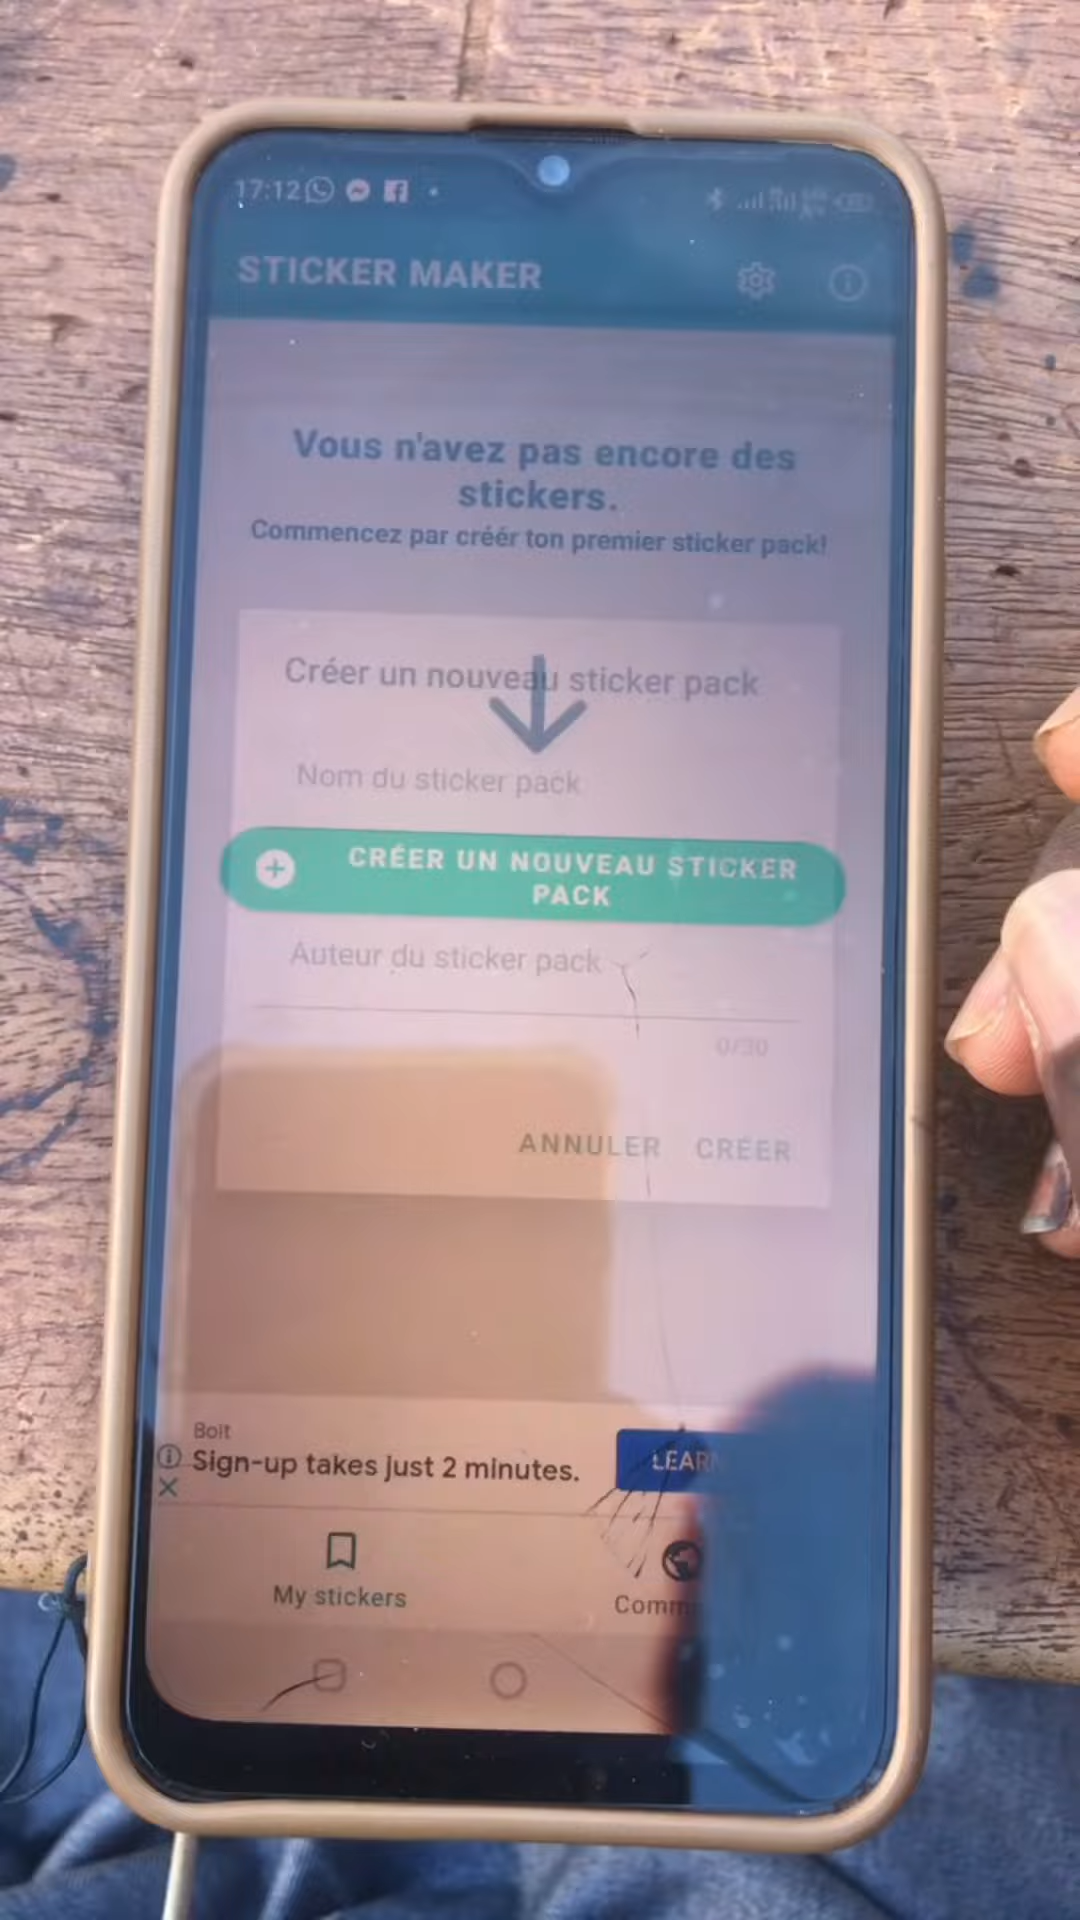 17:12
STICKER MAKER
Vous n'avez pas encore des
stickers.
Commencez par créér ton premier sticker pack!
Créer un nouveau sticker pack
Nom du sticker pack
CRÉER UN NOUVEAU STICKER
PACK
Auteur du sticker pack
0/30
ANNULER CRÉER
Bolt
Sign-up takes just 2 minutes.
LEARN
My stickers
Comm